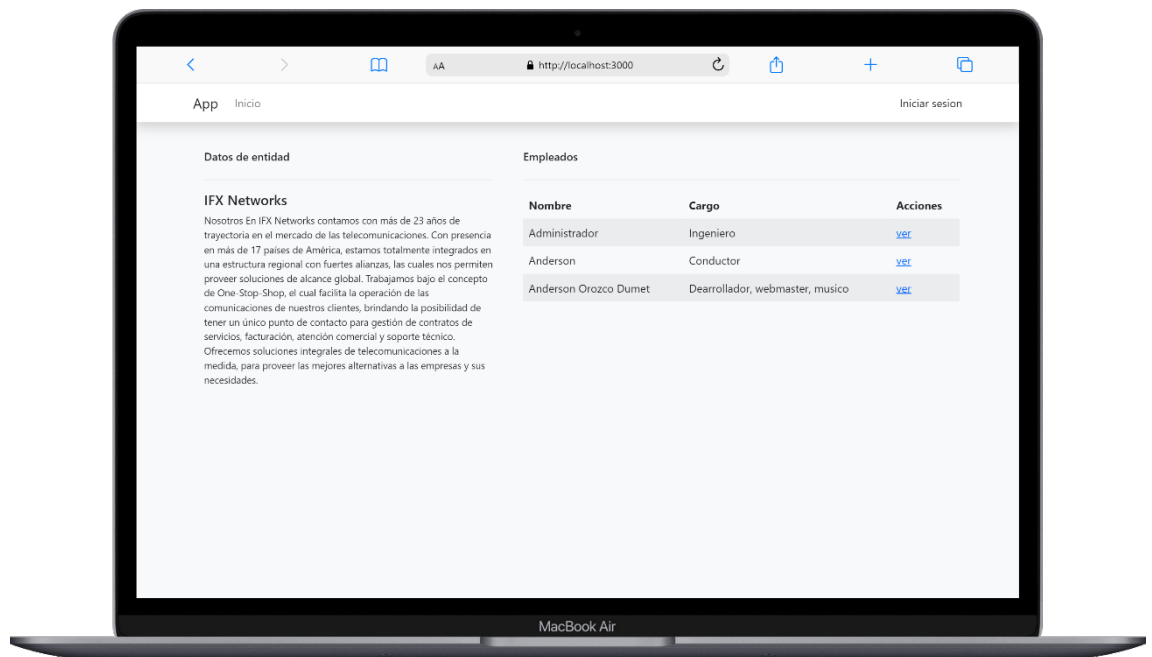 AA
http://localhost:3000
App Inicio Iniciar sesion
Datos de entidad
IFX Networks
Nosotros En IFX Networks contamos con más de 23 años de
trayectoria en el mercado de las telecomunicaciones. Con presencia
en más de 17 países de América, estamos totalmente integrados en
una estructura regional con fuertes alianzas, las cuales nos permiten
proveer soluciones de alcance global. Trabajamos bajo el concepto
de One-Stop-Shop, el cual facilita la operación de las
comunicaciones de nuestros clientes, brindando la posibilidad de
tener un único punto de contacto para gestión de contratos de
servicios, facturación, atención comercial y soporte técnico.
Ofrecemos soluciones integrales de telecomunicaciones a la
medida, para proveer las mejores alternativas a las empresas y sus
necesidades.
Empleados
Nombre Cargo Acciones
Administrador Ingeniero ver
Anderson Conductor ver
Anderson Orozco Dumet Dearrollador, webmaster, musico ver
MacBook Air